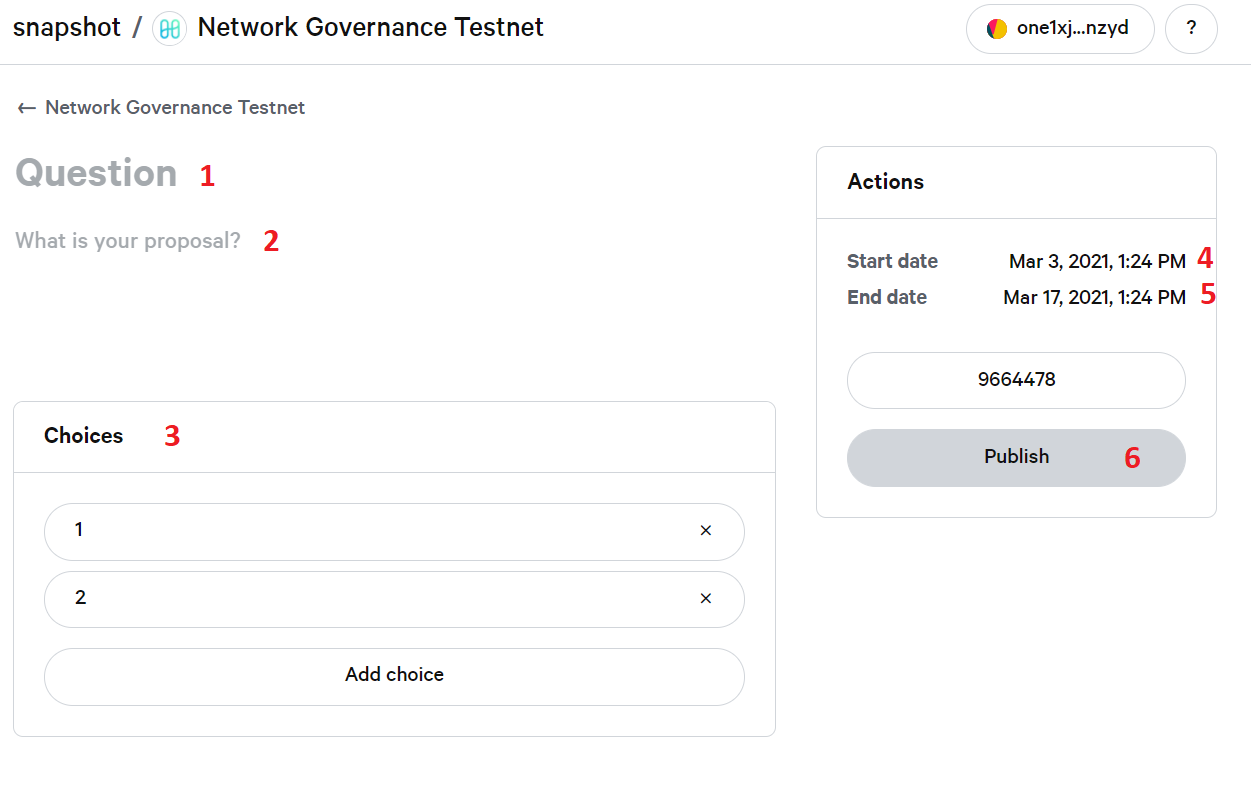 snapshot / Network Governance Testnet
one1xj...nzyd
?
← Network Governance Testnet
Question 1
What is your proposal? 2
Choices 3
1 ×
2 ×
Add choice
Actions
Start date Mar 3, 2021, 1:24 PM 4
End date Mar 17, 2021, 1:24 PM 5
9664478
Publish 6